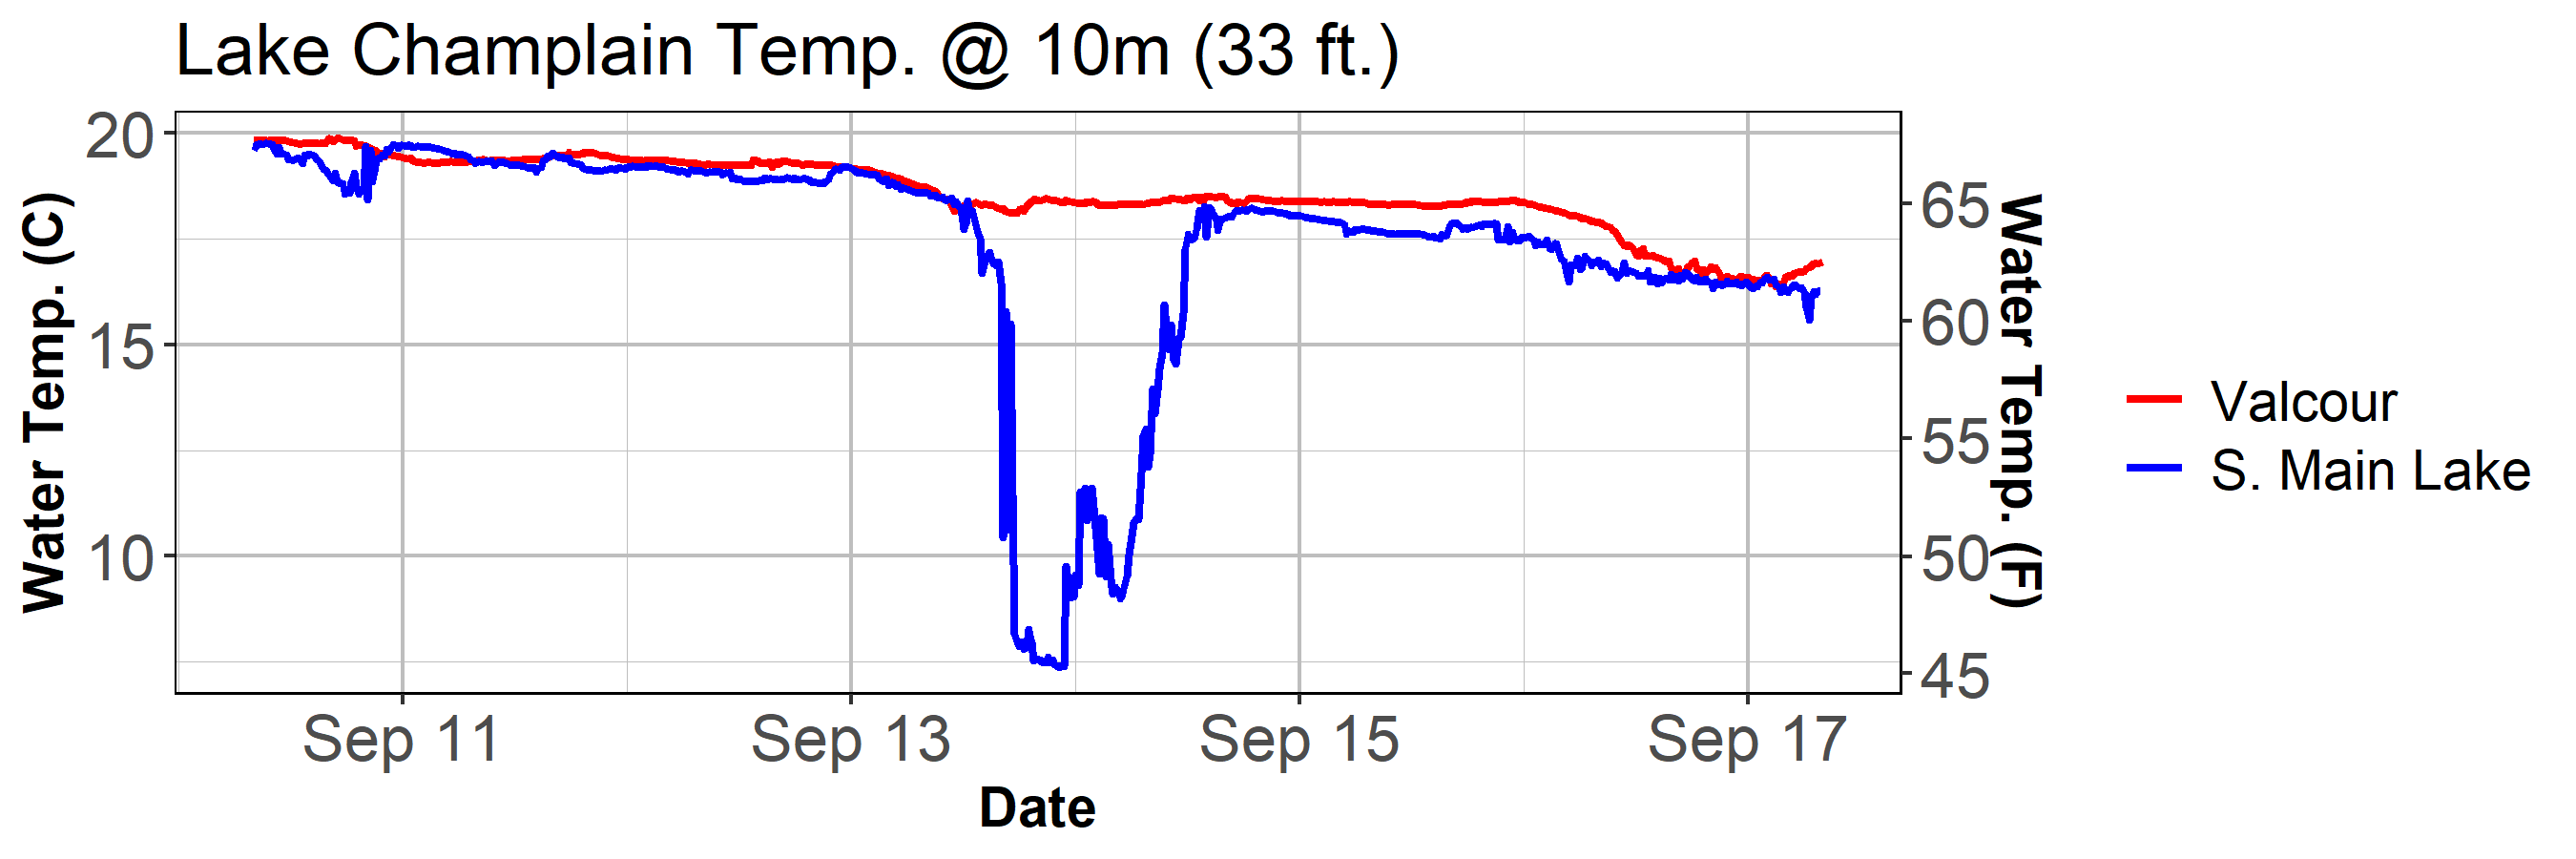 Lake Champlain Temp. @ 10m (33 ft.)
20
15
10
Water Temp. (C)
65
60
55
50
45
Water Temp. (F)
Sep 11
Sep 13
Sep 15
Sep 17
Date
Valcour
S. Main Lake